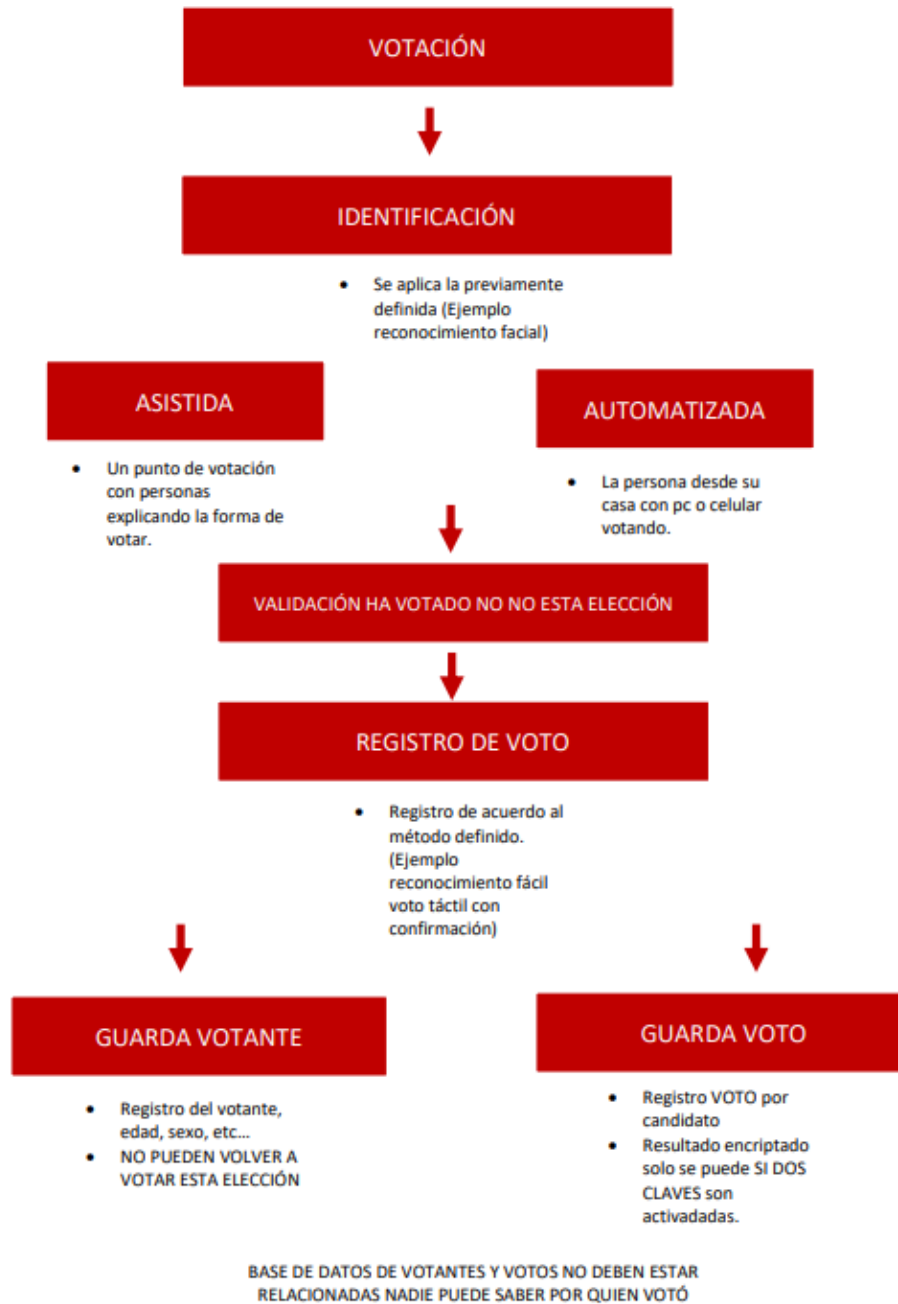 VOTACIÓN
IDENTIFICACIÓN
• Se aplica la previamente
definida (Ejemplo
reconocimiento facial)
ASISTIDA
• Un punto de votación
con personas
explicando la forma de
votar.
AUTOMATIZADA
• La persona desde su
casa con pc o celular
votando.
VALIDACIÓN HA VOTADO NO NO ESTA ELECCIÓN
REGISTRO DE VOTO
• Registro de acuerdo al
método definido.
(Ejemplo
reconocimiento fácil
voto táctil con
confirmación)
GUARDA VOTANTE
• Registro del votante,
edad, sexo, etc...
• NO PUEDEN VOLVER A
VOTAR ESTA ELECCIÓN
GUARDA VOTO
• Registro VOTO por
candidato
• Resultado encriptado
solo se puede SI DOS
CLAVES son
activadadas.
BASE DE DATOS DE VOTANTES Y VOTOS NO DEBEN ESTAR
RELACIONADAS NADIE PUEDE SABER POR QUIEN VOTÓ